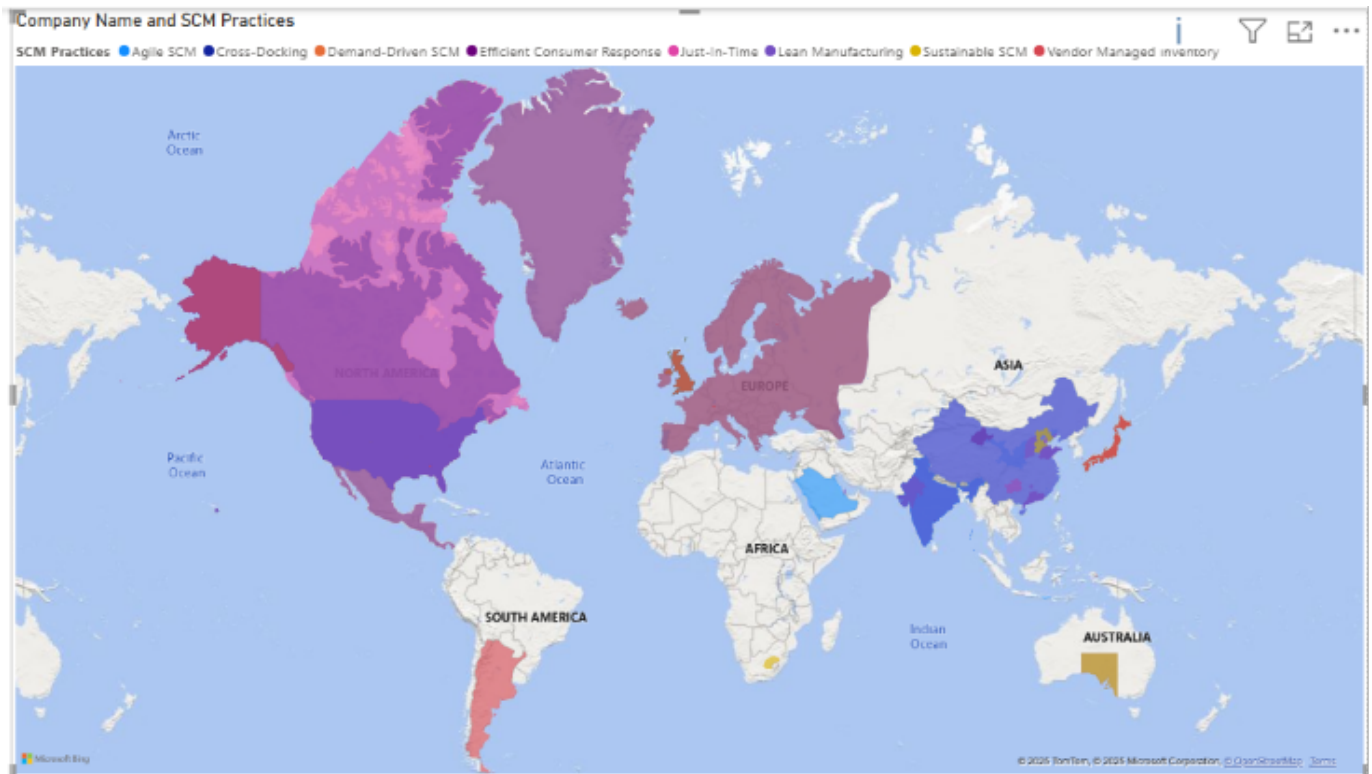 Company Name and SCM Practices
SCM Practices Agile SCM Cross-Docking Demand-Driven SCM Efficient Consumer Response Just-In-Time Lean Manufacturing Sustainable SCM Vendor Managed Inventory
Arctic
Ocean
NORTH AMERICA
EUROPE
ASIA
Pacific
Ocean
Atlantic
Ocean
AFRICA
SOUTH AMERICA
Indian
Ocean
AUSTRALIA
Microsoft Bing
© 2025 TomTom, © 2025 Microsoft Corporation, © OpenStreetMap Terms